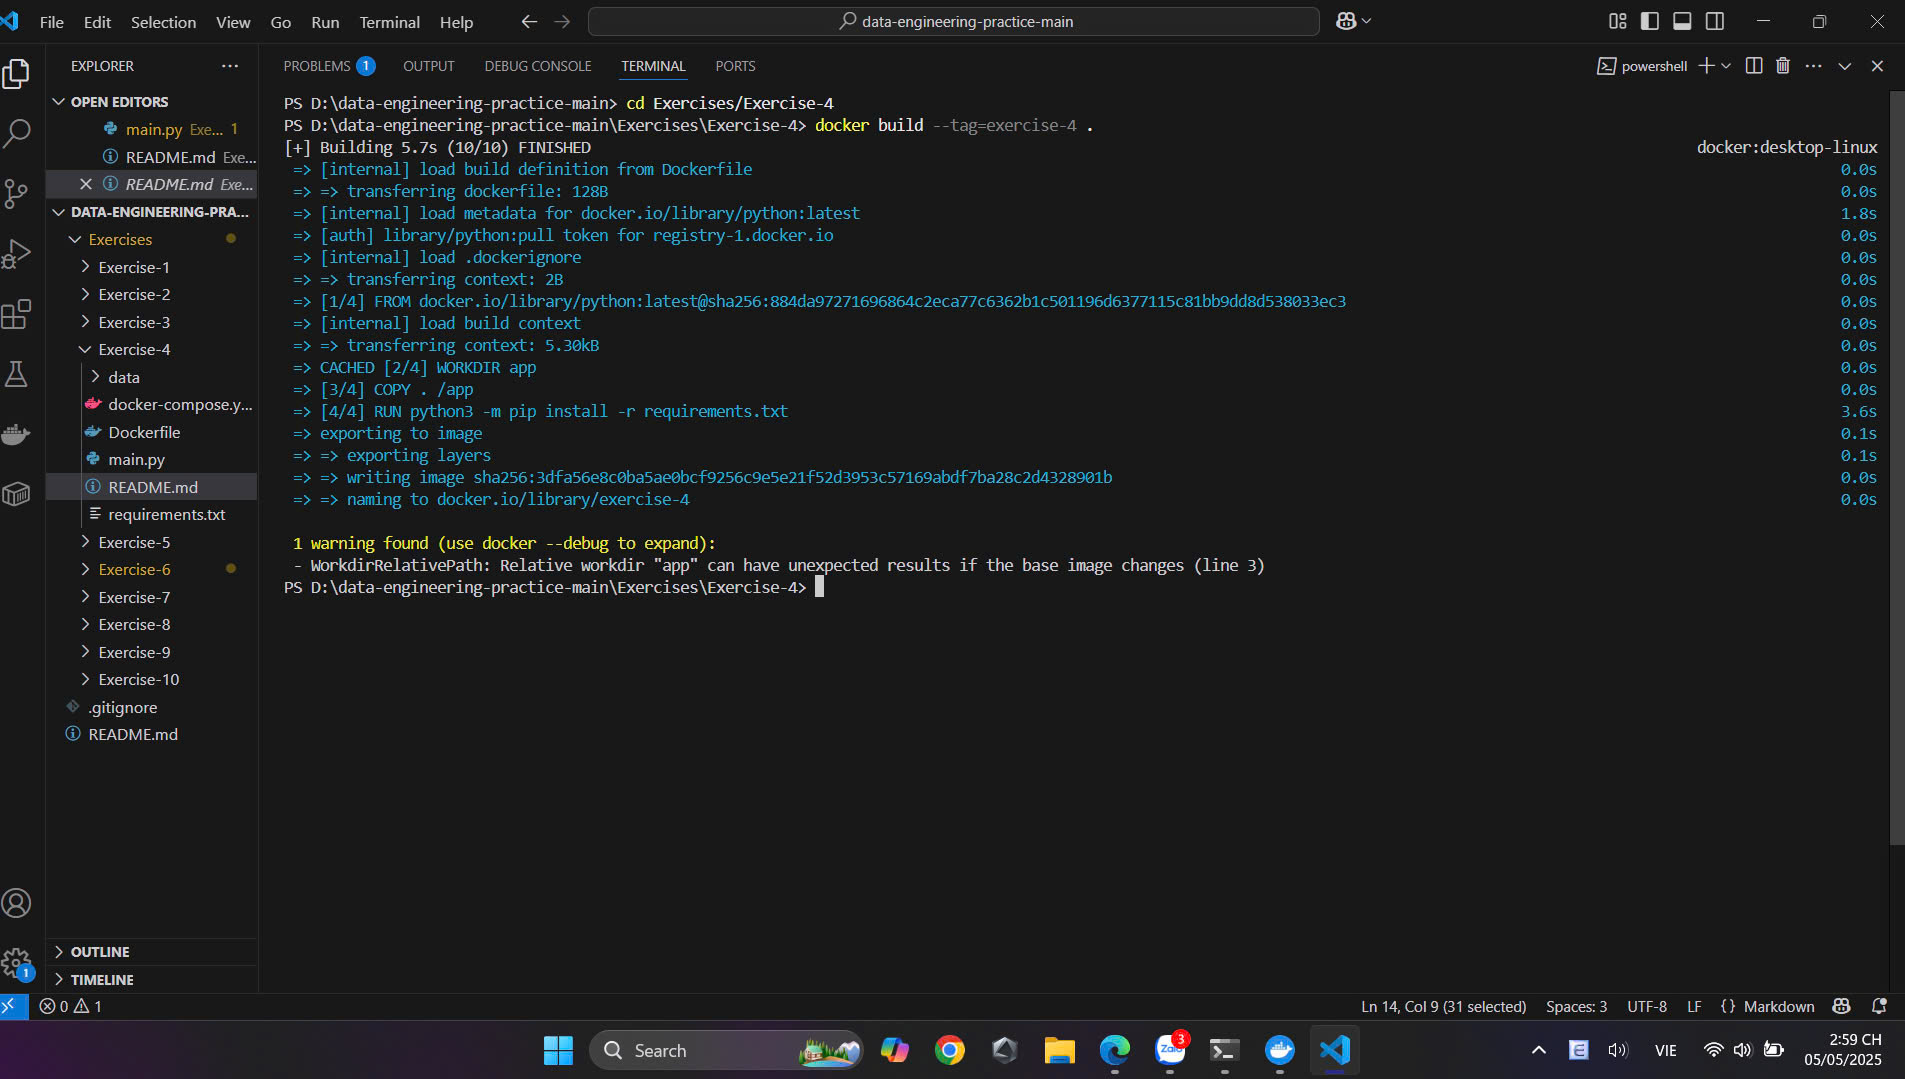 File Edit Selection View Go Run Terminal Help
data-engineering-practice-main
EXPLORER
OPEN EDITORS
main.py Exe... 1
README.md Exe...
README.md Exe...
DATA-ENGINEERING-PRA...
Exercises
Exercise-1
Exercise-2
Exercise-3
Exercise-4
data
docker-compose.y...
Dockerfile
main.py
README.md
requirements.txt
Exercise-5
Exercise-6
Exercise-7
Exercise-8
Exercise-9
Exercise-10
.gitignore
README.md
OUTLINE
TIMELINE
PROBLEMS 1 OUTPUT DEBUG CONSOLE TERMINAL PORTS
powershell
PS D:\data-engineering-practice-main> cd Exercises/Exercise-4
PS D:\data-engineering-practice-main\Exercises\Exercise-4> docker build --tag=exercise-4 .
[+] Building 5.7s (10/10) FINISHED docker:desktop-linux
=> [internal] load build definition from Dockerfile 0.0s
=> => transferring dockerfile: 128B 0.0s
=> [internal] load metadata for docker.io/library/python:latest 1.8s
=> [auth] library/python:pull token for registry-1.docker.io 0.0s
=> [internal] load .dockerignore 0.0s
=> => transferring context: 2B 0.0s
=> [1/4] FROM docker.io/library/python:latest@sha256:884da97271696864c2eca77c6362b1c501196d6377115c81bb9dd8d538033ec3 0.0s
=> [internal] load build context 0.0s
=> => transferring context: 5.30kB 0.0s
=> CACHED [2/4] WORKDIR app 0.0s
=> [3/4] COPY . /app 0.0s
=> [4/4] RUN python3 -m pip install -r requirements.txt 3.6s
=> exporting to image 0.1s
=> => exporting layers 0.1s
=> => writing image sha256:3dfa56e8c0ba5ae0bcf9256c9e5e21f52d3953c57169abdf7ba28c2d4328901b 0.0s
=> => naming to docker.io/library/exercise-4 0.0s
1 warning found (use docker --debug to expand):
- WorkdirRelativePath: Relative workdir "app" can have unexpected results if the base image changes (line 3)
PS D:\data-engineering-practice-main\Exercises\Exercise-4>
1
0 1
Ln 14, Col 9 (31 selected) Spaces: 3 UTF-8 LF {} Markdown
Search
Zalo
3
VIE
2:59 CH
05/05/2025